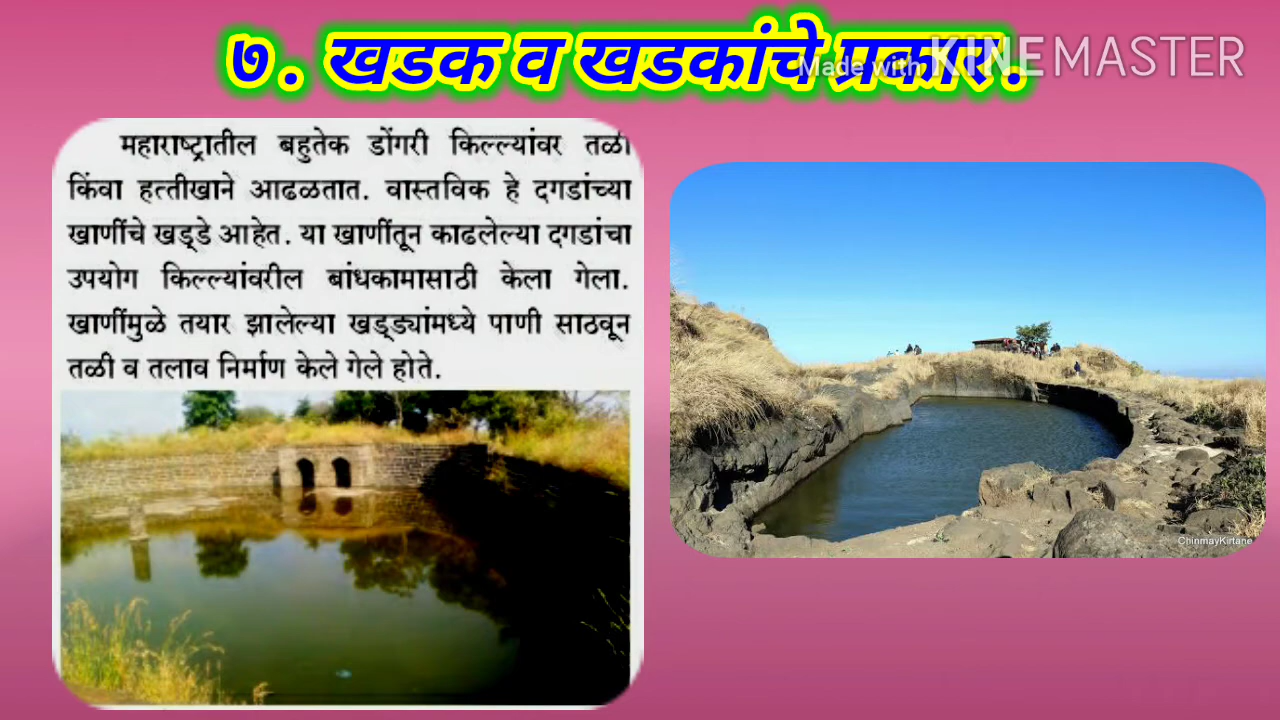 ७. खडक व खडकांचे प्रकार.
Made with KINEMASTER
महाराष्ट्रातील बहुतेक डोंगरी किल्ल्यांवर तळी
किंवा हत्तीखाने आढळतात. वास्तविक हे दगडांच्या
खाणींचे खड्डे आहेत. या खाणींतून काढलेल्या दगडांचा
उपयोग किल्ल्यांवरील बांधकामासाठी केला गेला.
खाणींमुळे तयार झालेल्या खड्ड्यांमध्ये पाणी साठवून
तळी व तलाव निर्माण केले गेले होते.
ChinmayKirtane